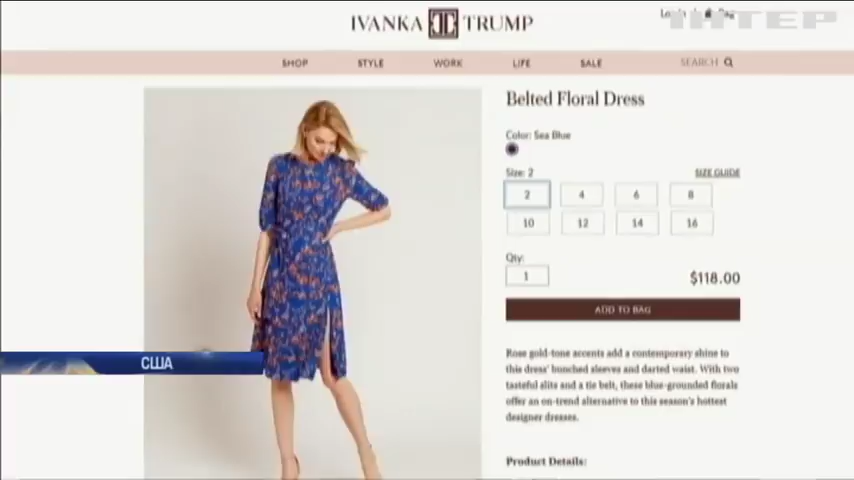 IVANKA TRUMP
ИНТЕР
SHOP STYLE WORK LIFE SALE SEARCH
Belted Floral Dress
Color: Sea Blue
Size: 2 SIZE GUIDE
2 4 6 8
10 12 14 16
Qty:
1 $118.00
ADD TO BAG
Rose gold-tone accents add a contemporary shine to
this dress' bunched sleeves and darted waist. With two
tasteful slits and a tie belt, these blue-grounded florals
offer an on-trend alternative to this season's hottest
designer dresses.
Product Details:
США